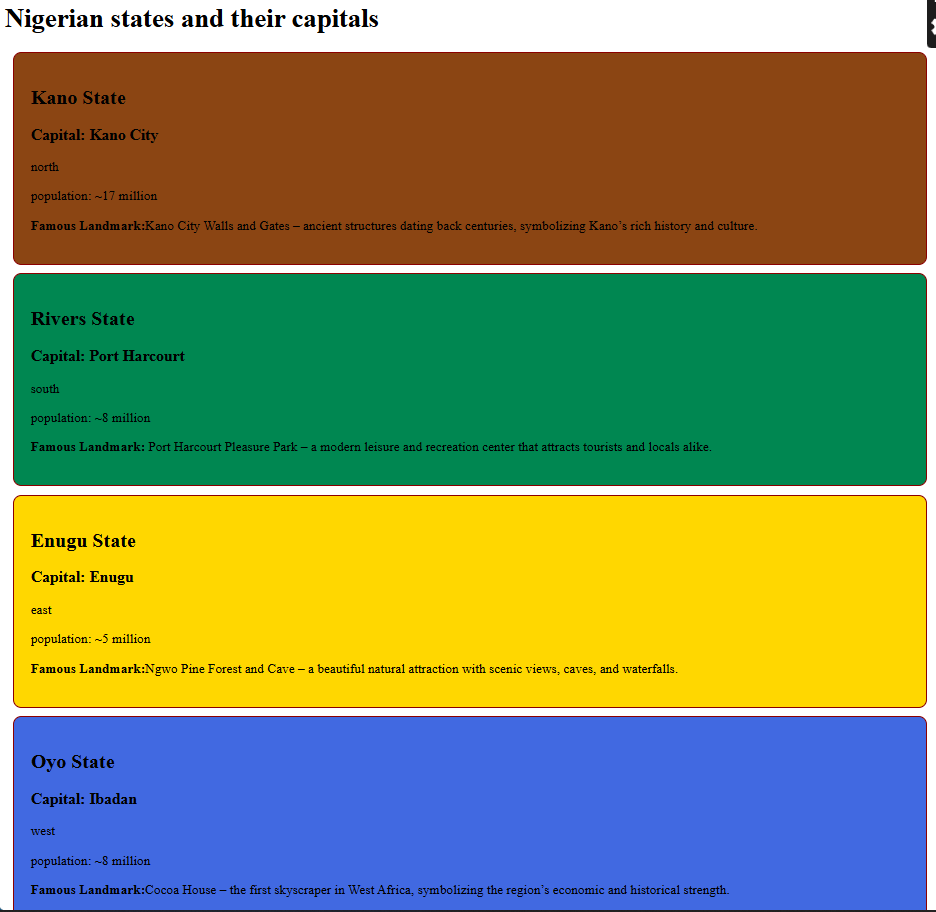 Nigerian states and their capitals
Kano State
Capital: Kano City
north
population: ~17 million
Famous Landmark:Kano City Walls and Gates – ancient structures dating back centuries, symbolizing Kano’s rich history and culture.
Rivers State
Capital: Port Harcourt
south
population: ~8 million
Famous Landmark: Port Harcourt Pleasure Park – a modern leisure and recreation center that attracts tourists and locals alike.
Enugu State
Capital: Enugu
east
population: ~5 million
Famous Landmark:Ngwo Pine Forest and Cave – a beautiful natural attraction with scenic views, caves, and waterfalls.
Oyo State
Capital: Ibadan
west
population: ~8 million
Famous Landmark:Cocoa House – the first skyscraper in West Africa, symbolizing the region’s economic and historical strength.